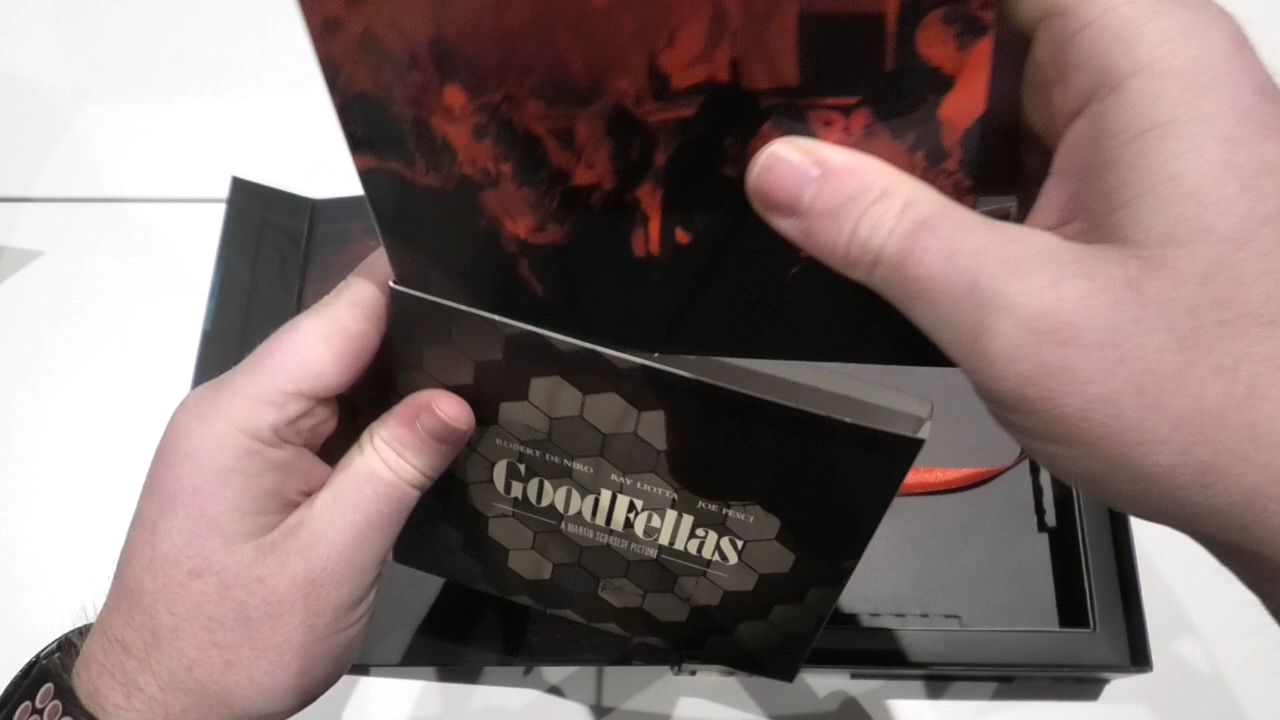 ROBERT DE NIRO RAY LIOTTA JOE PESCI
GoodFellas
A MARTIN SCORSESE PICTURE